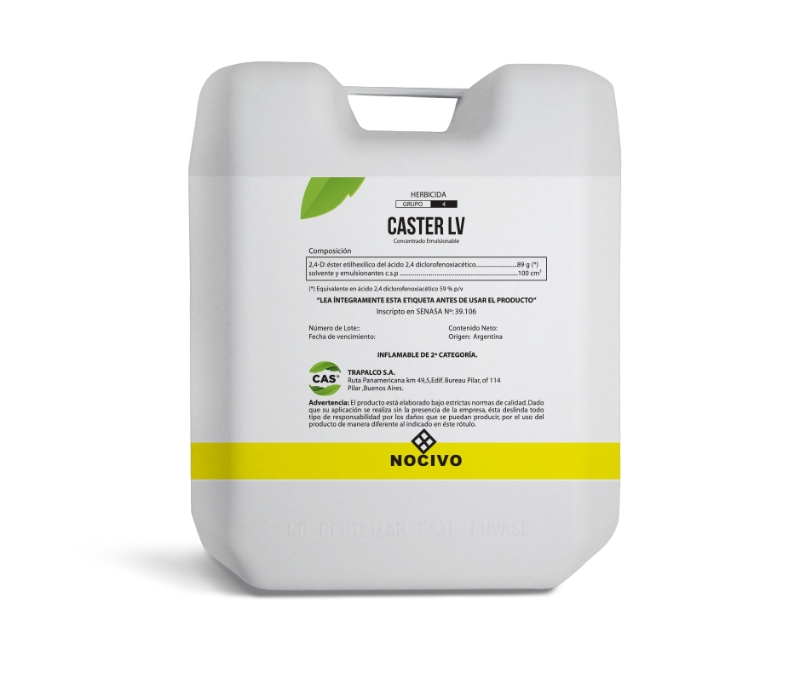 HERBICIDA
GRUPO 4
CASTER LV
Concentrado Emulsionable
Composición
2,4-D: éster etilhexílico del ácido 2,4 diclorofenoxiacético..................89 g (*)
solvente y emulsionantes c.s.p ..........................................................100 cm³
(*) Equivalente en ácido 2,4 diclorofenoxiacético 59 % p/v
“LEA ÍNTEGRAMENTE ESTA ETIQUETA ANTES DE USAR EL PRODUCTO”
Inscripto en SENASA Nº: 39.106
Número de Lote:: Contenido Neto:
Fecha de vencimiento: Origen: Argentina
INFLAMABLE DE 2ª CATEGORÍA.
CAS®
TRAPALCO S.A.
Ruta Panamericana km 49,5,Edif. Bureau Pilar, of 114
Pilar ,Buenos Aires.
Advertencia: El producto está elaborado bajo estrictas normas de calidad. Dado
que su aplicación se realiza sin la presencia de la empresa, ésta deslinda todo
tipo de responsabilidad por los daños que se puedan producir, por el uso del
producto de manera diferente al indicado en éste rótulo.
NOCIVO
NO REUTILIZAR ESTE ENVASE